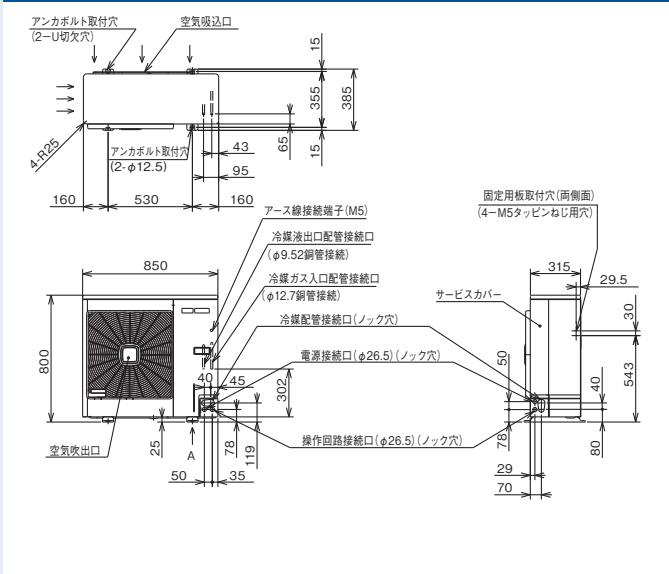 アンカボルト取付穴
(2-U切欠穴)
空気吸込口
15
355
385
15
65
4-R25
アンカボルト取付穴
(2-φ12.5)
43
95
160
530
160
アース線接続端子(M5)
冷媒液出口配管接続口
(φ9.52銅管接続)
冷媒ガス入口配管接続口
(φ12.7銅管接続)
冷媒配管接続口(ノック穴)
電源接続口(φ26.5)(ノック穴)
操作回路接続口(φ26.5)(ノック穴)
850
800
40
45
302
25
78
119
A
50
35
空気吹出口
固定用板取付穴(両側面)
(4-M5タッピンねじ用穴)
315
29.5
サービスカバー
30
543
50
40
78
80
29
70